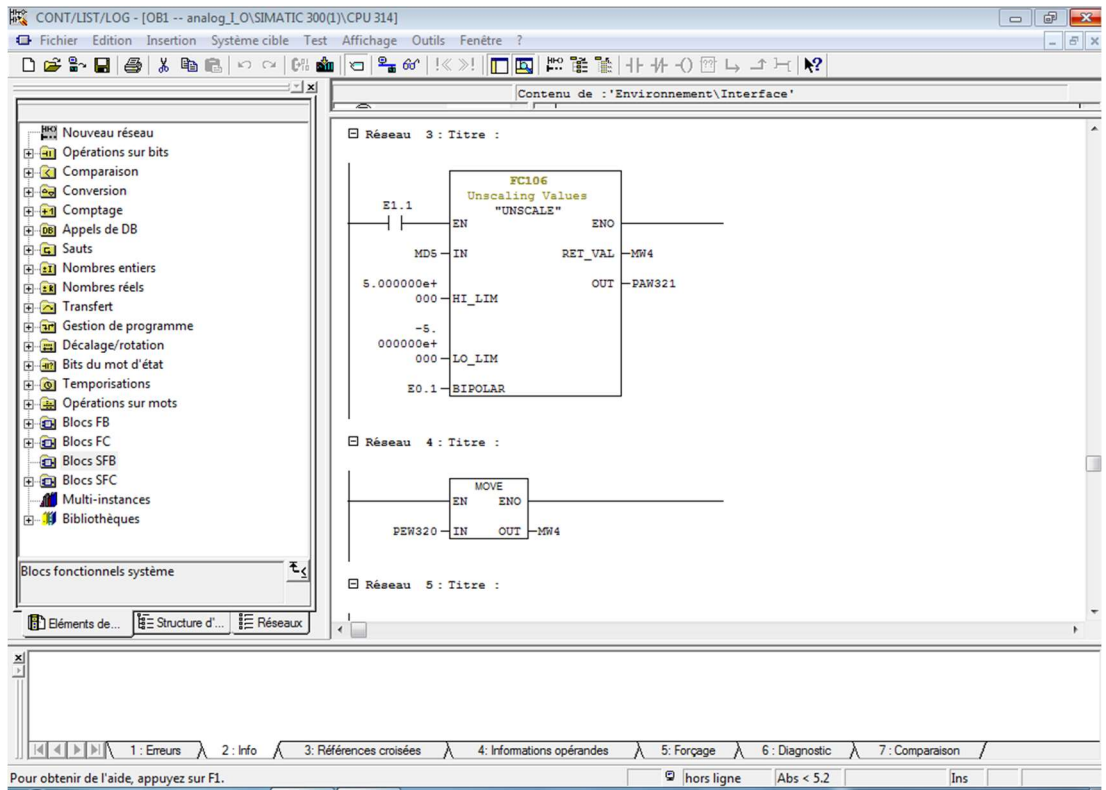 CONT/LIST/LOG - [OB1 -- analog_I_O\SIMATIC 300(1)\CPU 314]
Fichier Edition Insertion Système cible Test Affichage Outils Fenêtre ?
Contenu de :'Environnement\Interface'
Nouveau réseau
Opérations sur bits
Comparaison
Conversion
Comptage
Appels de DB
Sauts
Nombres entiers
Nombres réels
Transfert
Gestion de programme
Décalage/rotation
Bits du mot d'état
Temporisations
Opérations sur mots
Blocs FB
Blocs FC
Blocs SFB
Blocs SFC
Multi-instances
Bibliothèques
Blocs fonctionnels système
Eléments de...
Structure d'...
Réseaux
Réseau 3 : Titre :
FC106
Unscaling Values
"UNSCALE"
E1.1
EN ENO
MD5 IN RET_VAL MW4
5.000000e+
000 HI_LIM
OUT PAW321
-5.
000000e+
000 LO_LIM
E0.1 BIPOLAR
Réseau 4 : Titre :
MOVE
EN ENO
PEW320 IN OUT MW4
Réseau 5 : Titre :
1 : Erreurs 2 : Info 3: Références croisées 4: Informations opérandes 5: Forçage 6 : Diagnostic 7 : Comparaison
Pour obtenir de l'aide, appuyez sur F1. hors ligne Abs < 5.2 Ins